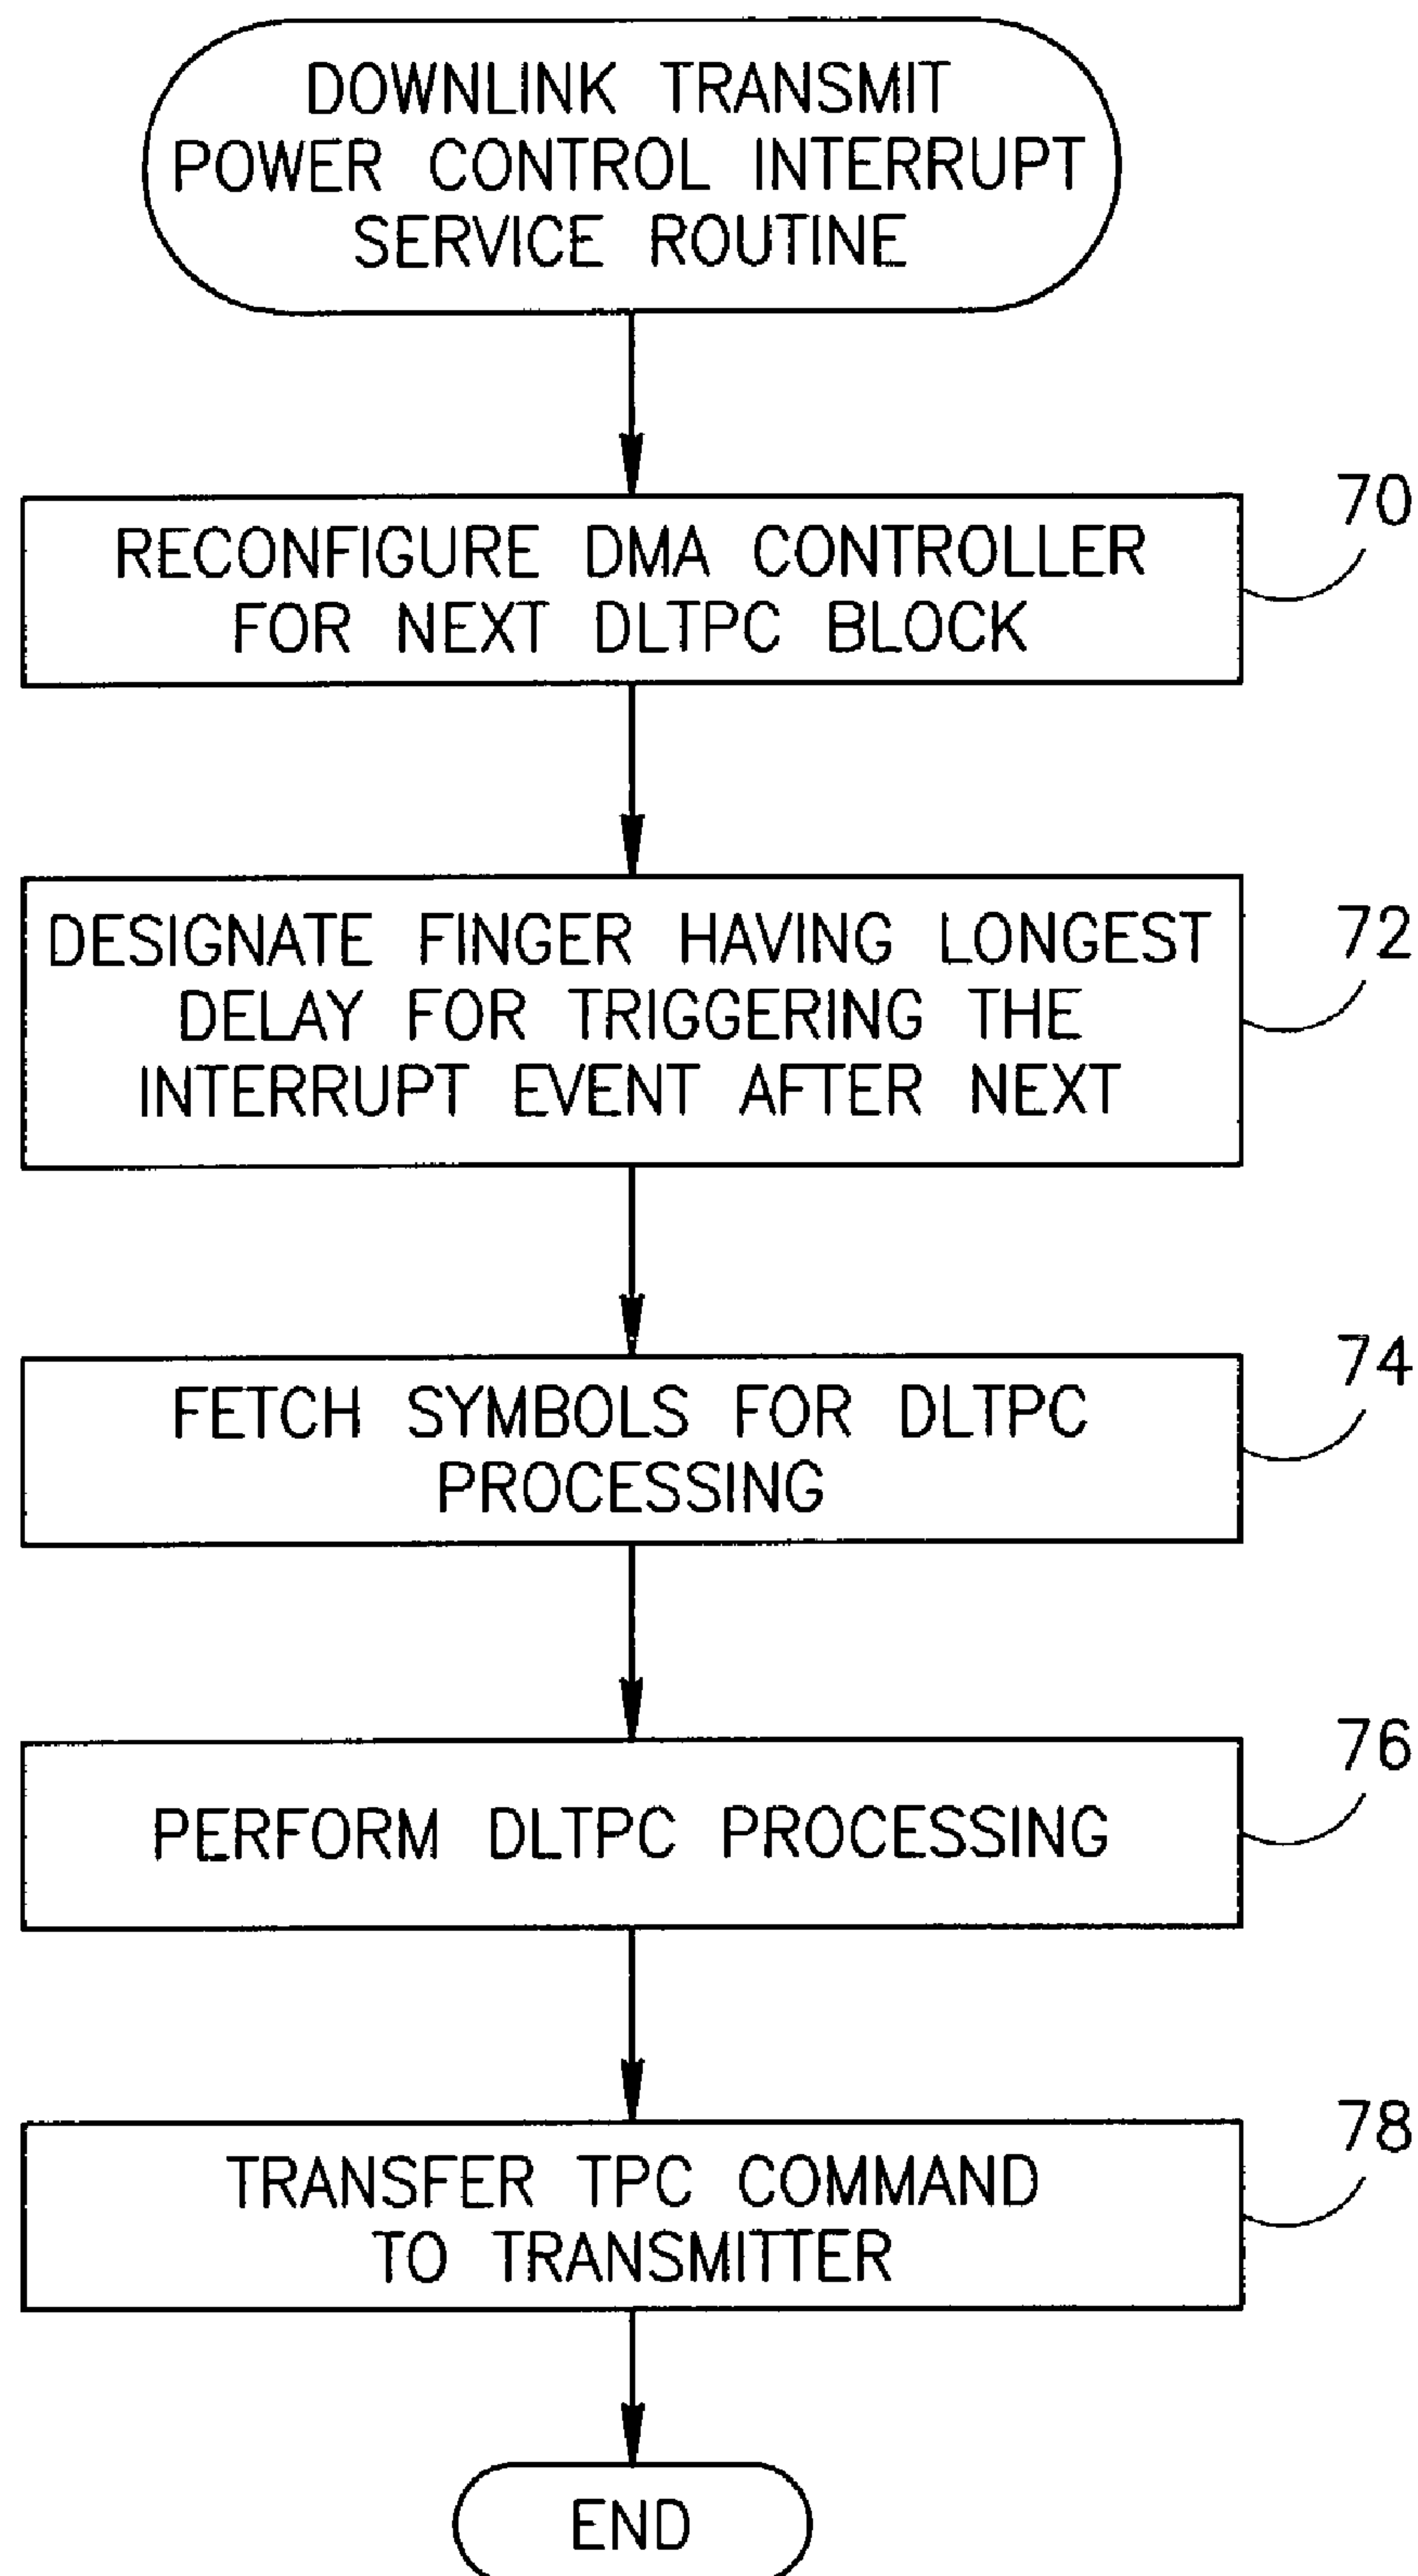 DOWNLINK TRANSMIT
POWER CONTROL INTERRUPT
SERVICE ROUTINE
70
RECONFIGURE DMA CONTROLLER
FOR NEXT DLTPC BLOCK
72
DESIGNATE FINGER HAVING LONGEST
DELAY FOR TRIGGERING THE
INTERRUPT EVENT AFTER NEXT
74
FETCH SYMBOLS FOR DLTPC
PROCESSING
76
PERFORM DLTPC PROCESSING
78
TRANSFER TPC COMMAND
TO TRANSMITTER
END